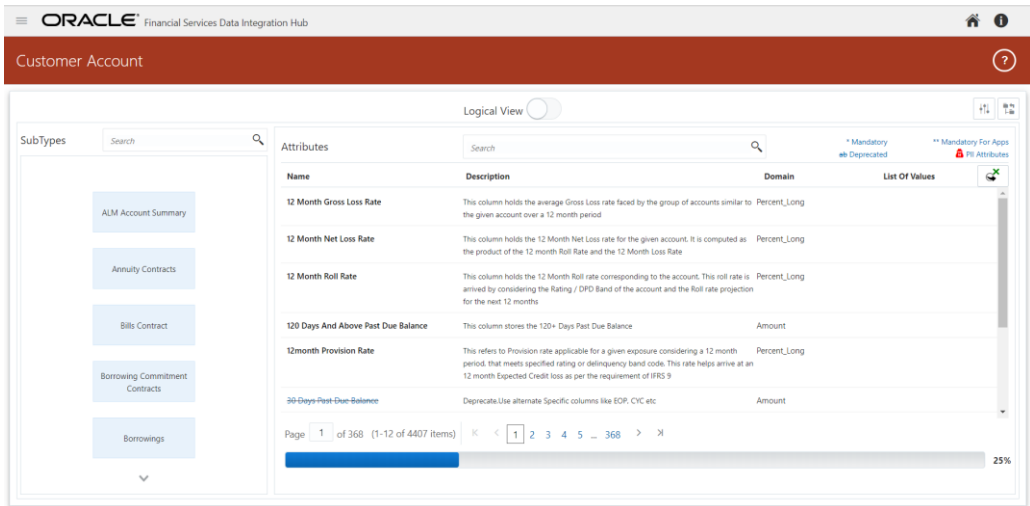 ORACLE® Financial Services Data Integration Hub
Customer Account
?
Logical View
SubTypes
Search
ALM Account Summary
Annuity Contracts
Bills Contract
Borrowing Commitment
Contracts
Borrowings
Attributes
Search
* Mandatory
** Mandatory For Apps
ab Deprecated
PII Attributes
Name Description Domain List Of Values
12 Month Gross Loss Rate
This column holds the average Gross Loss rate faced by the group of accounts similar to
the given account over a 12 month period
Percent_Long
12 Month Net Loss Rate
This column holds the 12 Month Net Loss rate for the given account. It is computed as
the product of the 12 month Roll Rate and the 12 Month Loss Rate
Percent_Long
12 Month Roll Rate
This column holds the 12 Month Roll rate corresponding to the account. This roll rate is
arrived by considering the Rating / DPD Band of the account and the Roll rate projection
for the next 12 months
Percent_Long
120 Days And Above Past Due Balance
This column stores the 120+ Days Past Due Balance
Amount
12month Provision Rate
This refers to Provision rate applicable for a given exposure considering a 12 month
period, that meets specified rating or delinquency band code. This rate helps arrive at an
12 month Expected Credit loss as per the requirement of IFRS 9
Percent_Long
30 Days Past Due Balance
Deprecate.Use alternate Specific columns like EOP, CYC etc
Amount
Page 1 of 368 (1-12 of 4407 items) 1 2 3 4 5 ... 368
25%